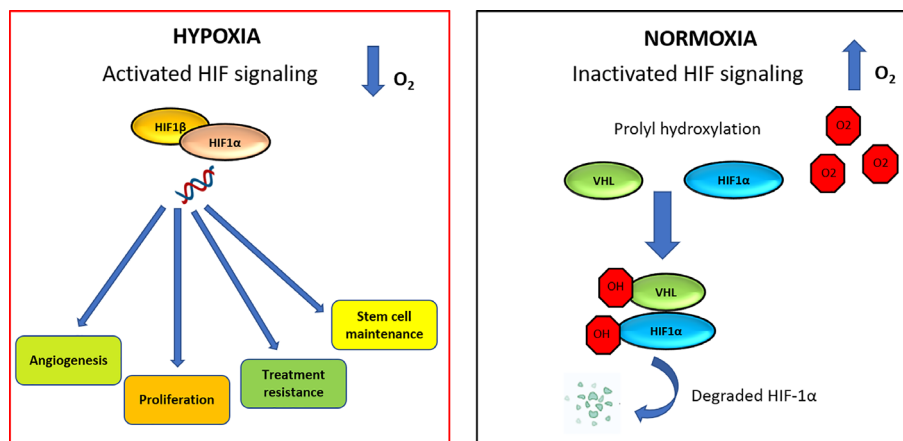 HYPOXIA
Activated HIF signaling
O₂
HIF1β
HIF1α
Angiogenesis
Proliferation
Treatment
resistance
Stem cell
maintenance
NORMOXIA
Inactivated HIF signaling
O₂
Prolyl hydroxylation
O2
O2
O2
VHL
HIF1α
OH
VHL
OH
HIF1α
Degraded HIF-1α